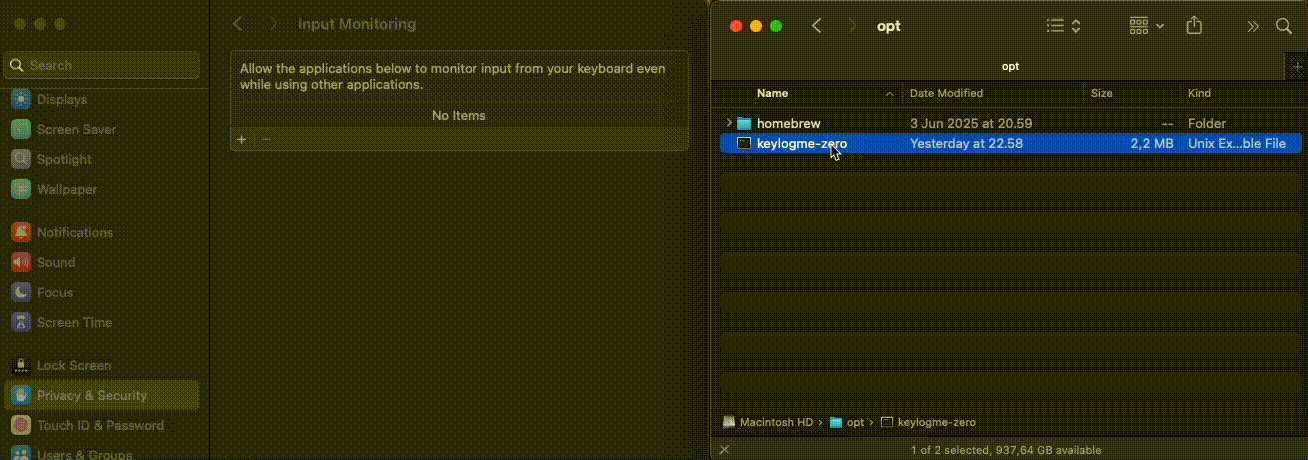 Input Monitoring
Search
Displays
Screen Saver
Spotlight
Wallpaper
Notifications
Sound
Focus
Screen Time
Lock Screen
Privacy & Security
Touch ID & Password
Users & Groups
Allow the applications below to monitor input from your keyboard even
while using other applications.
No Items
opt
opt
Name Date Modified Size Kind
homebrew 3 Jun 2025 at 20.59 -- Folder
keylogme-zero Yesterday at 22.58 2,2 MB Unix Ex...ble File
Macintosh HD › opt › keylogme-zero
1 of 2 selected, 937,64 GB available